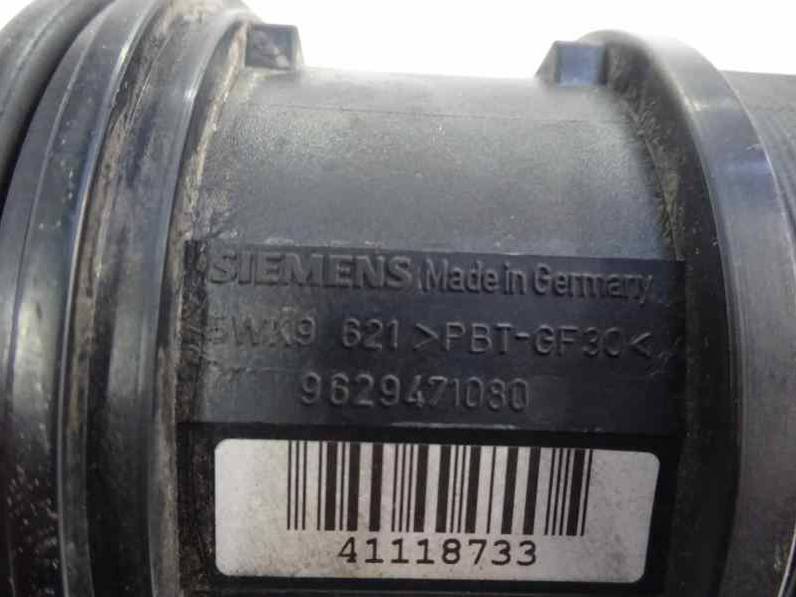 SIEMENS Made in Germany
5WK9 621 >PBT-GF30<
9629471080
41118733